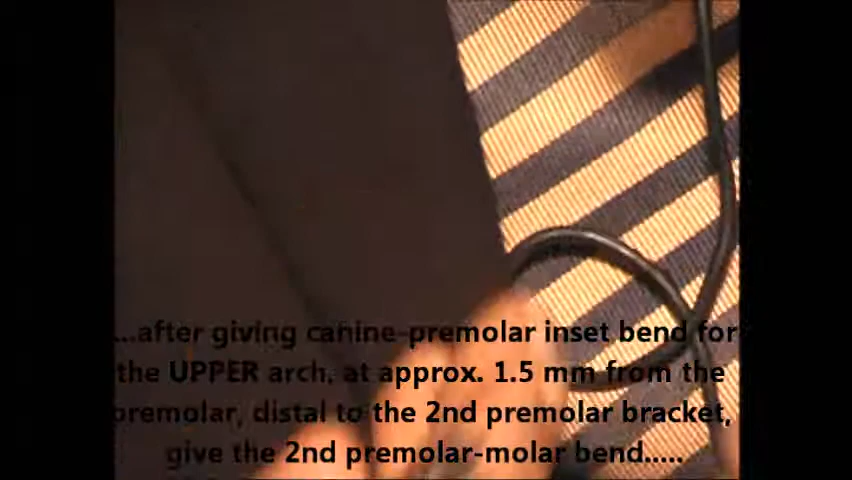 ...after giving canine-premolar inset bend for
the UPPER arch, at approx. 1.5 mm from the
premolar, distal to the 2nd premolar bracket,
give the 2nd premolar-molar bend.....